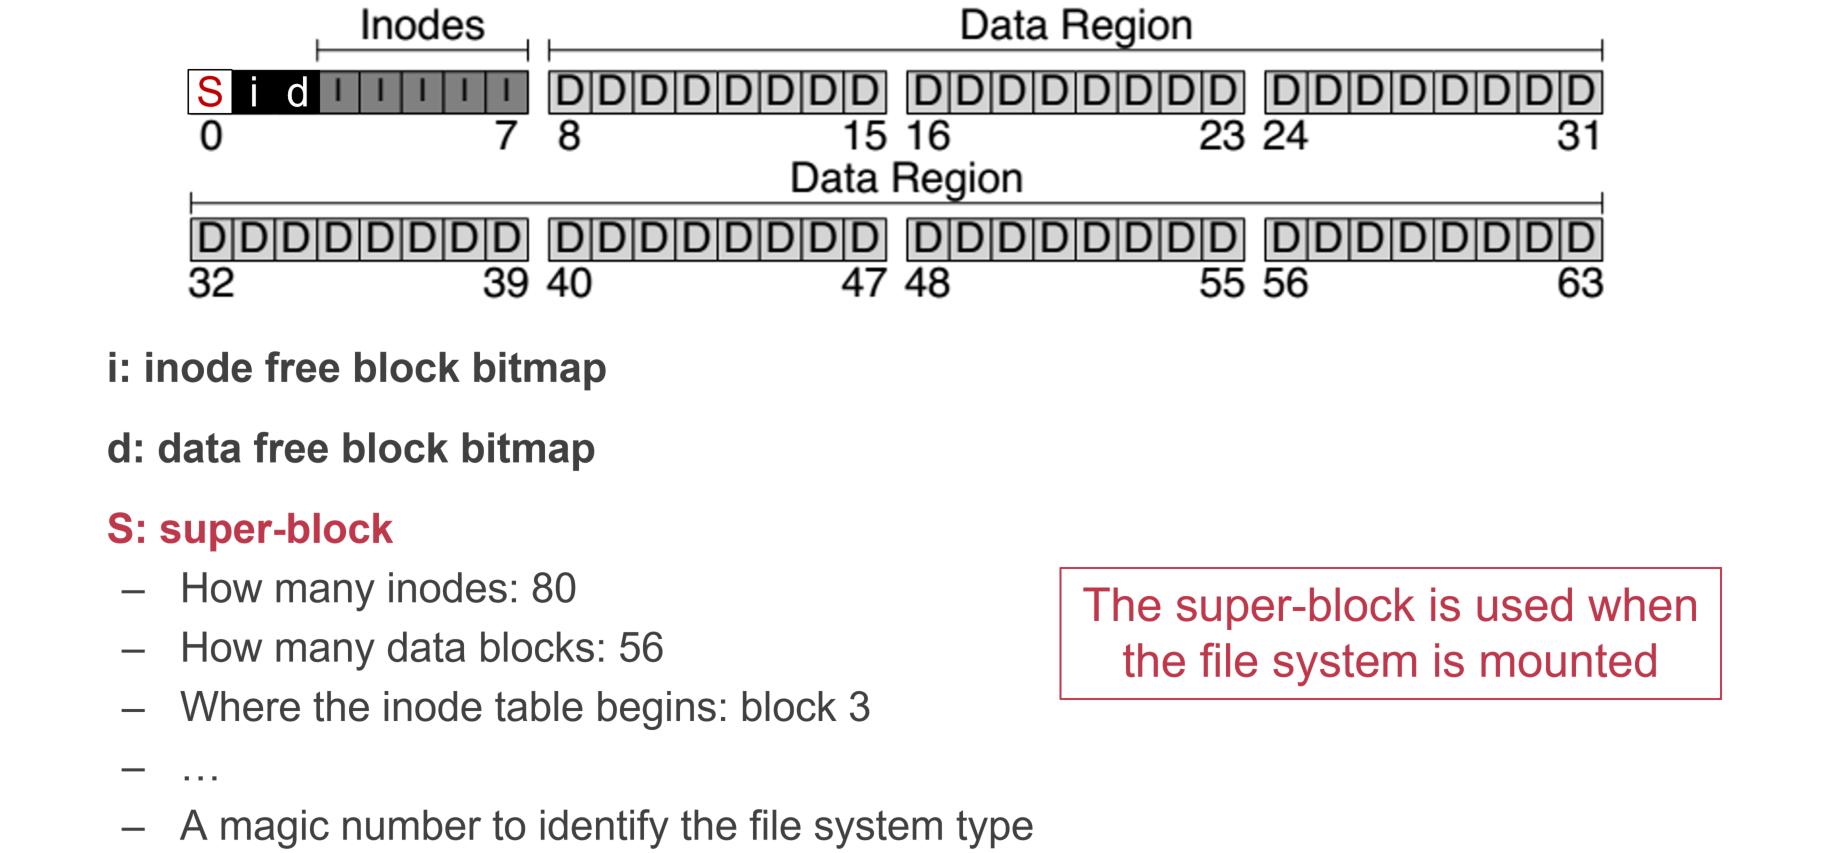 Inodes Data Region
S i d I I I I I D D D D D D D D D D D D D D D D D D D D D D D D
0 7 8 15 16 23 24 31
Data Region
D D D D D D D D D D D D D D D D D D D D D D D D D D D D D D D D
32 39 40 47 48 55 56 63
i: inode free block bitmap
d: data free block bitmap
S: super-block
– How many inodes: 80
– How many data blocks: 56
– Where the inode table begins: block 3
– …
– A magic number to identify the file system type
The super-block is used when
the file system is mounted